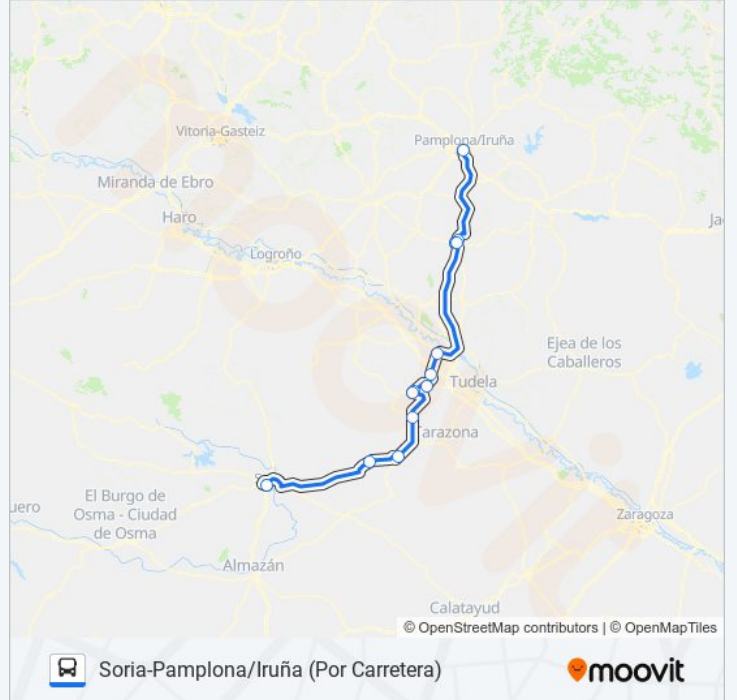 Vitoria-Gasteiz
Pamplona/Iruña
Miranda de Ebro
Haro
Ja
Logroño
Ejea de los
Caballeros
Tudela
Tarazona
El Burgo de
Osma - Ciudad
de Osma
uero
Zaragoza
Almazán
Calatayud
© OpenStreetMap contributors | © OpenMapTiles
Soria-Pamplona/Iruña (Por Carretera)
moovit